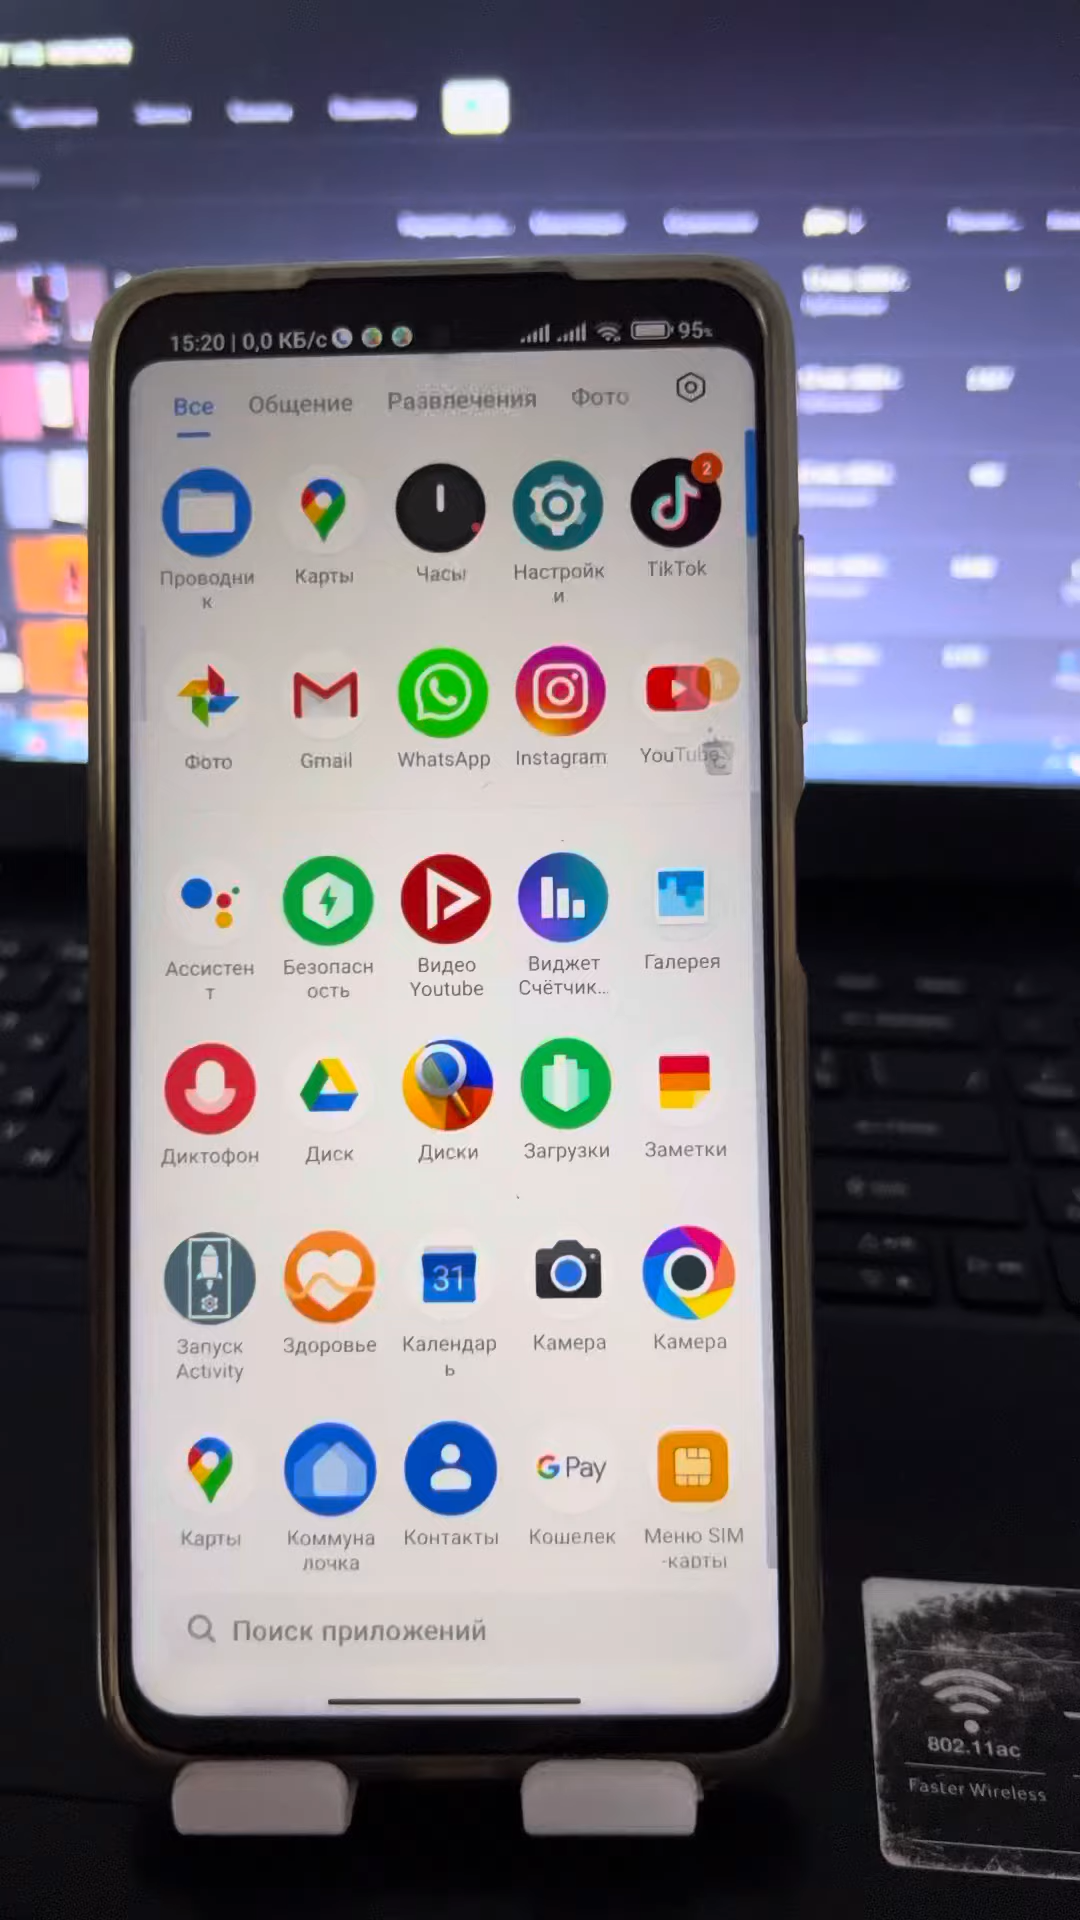 15:20 | 0,0 КБ/с 95%
Все Общение Развлечения Фото
2
Проводни
к
Карты
Часы
Настройк
и
TikTok
Фото
Gmail
WhatsApp
Instagram
YouTube
Ассистен
т
Безопасн
ость
Видео
Youtube
Виджет
Счётчик...
Галерея
Диктофон
Диск
Диски
Загрузки
Заметки
31
Запуск
Activity
Здоровье
Календар
ь
Камера
Камера
G Pay
Карты
Коммуна
лочка
Контакты
Кошелек
Меню SIM
-карты
Поиск приложений
802.11ac
Faster Wireless